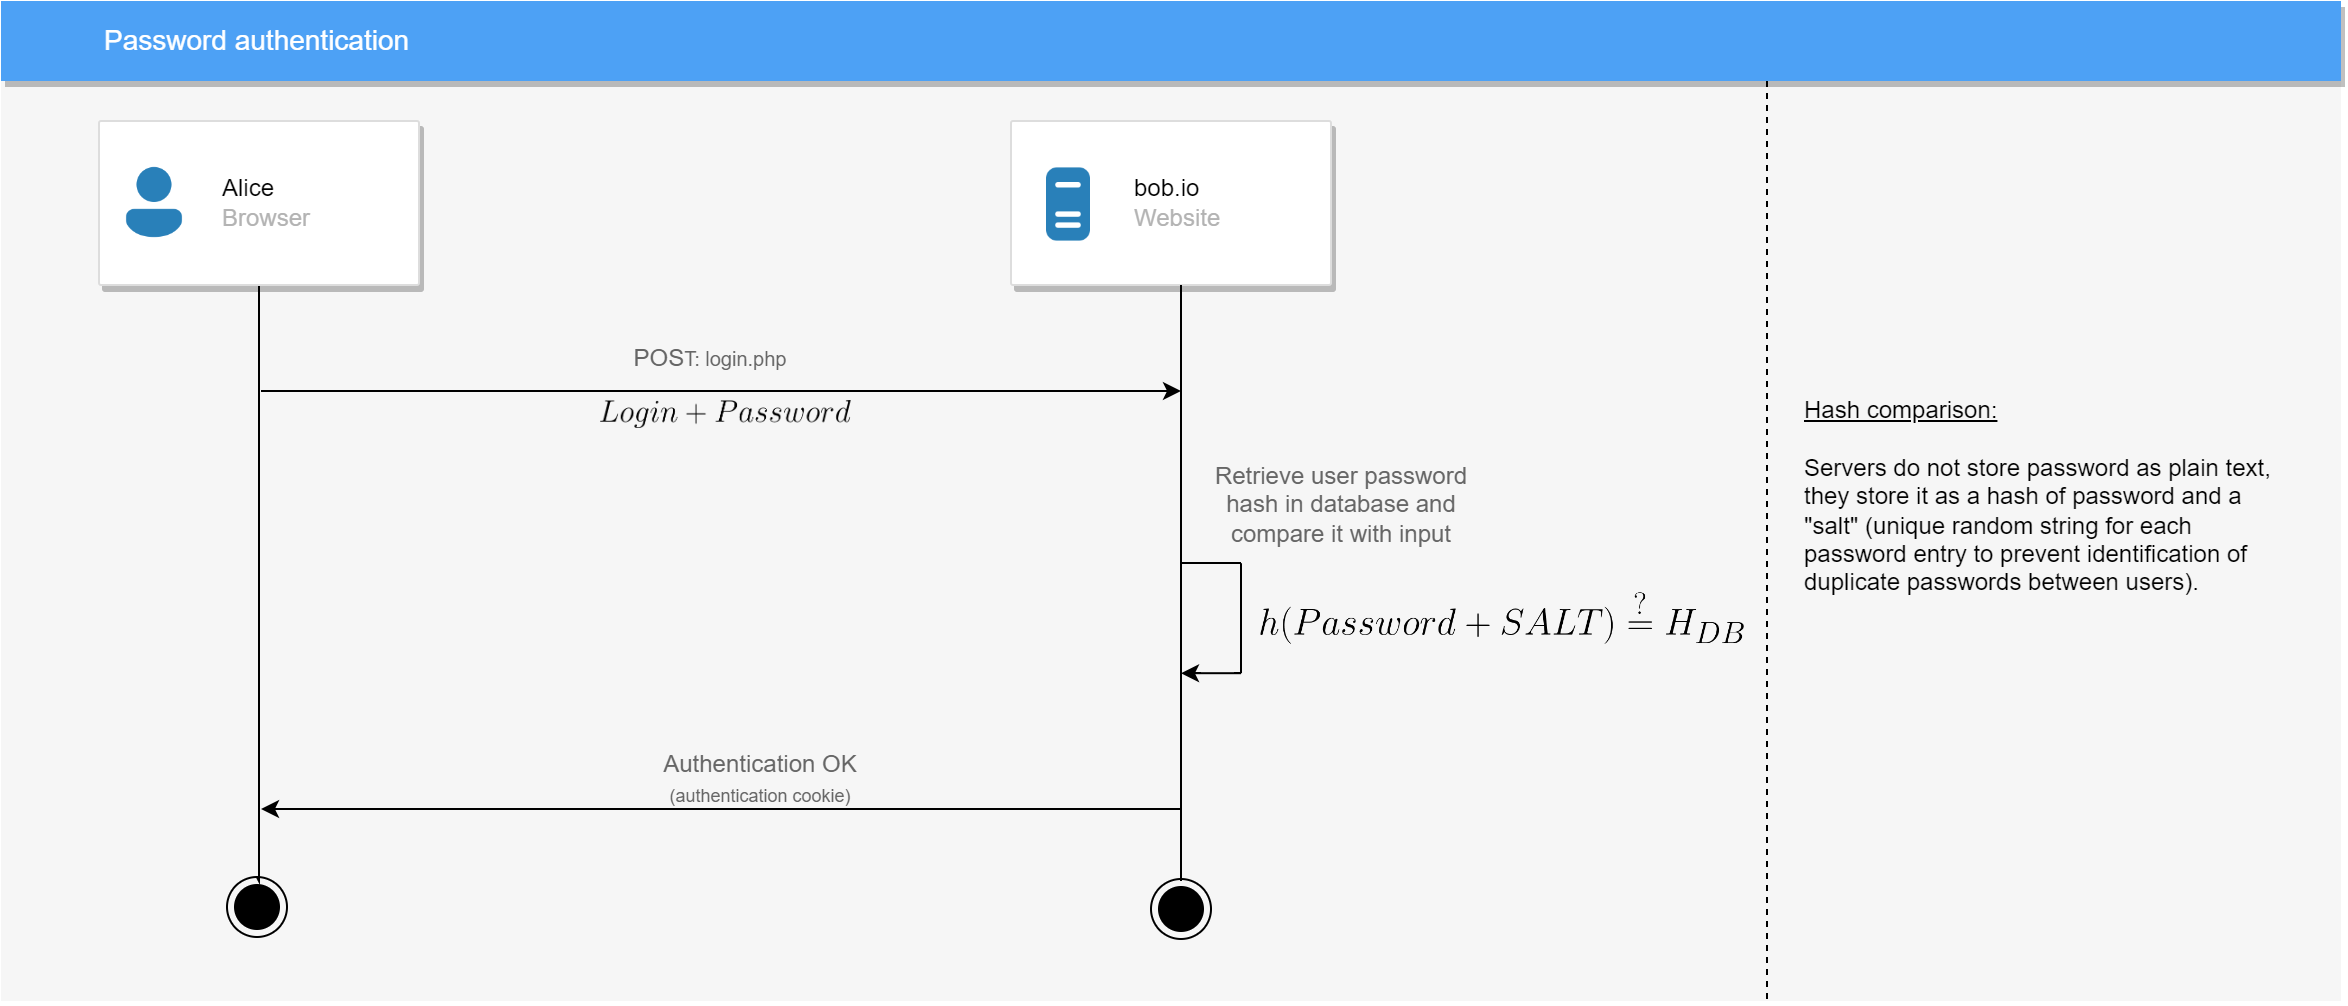 Password authentication
Alice
Browser
bob.io
Website
POST: login.php
Login + Password
Retrieve user password
hash in database and
compare it with input
h(Password + SALT) ≟ H_DB
Authentication OK
(authentication cookie)
Hash comparison:
Servers do not store password as plain text,
they store it as a hash of password and a
"salt" (unique random string for each
password entry to prevent identification of
duplicate passwords between users).